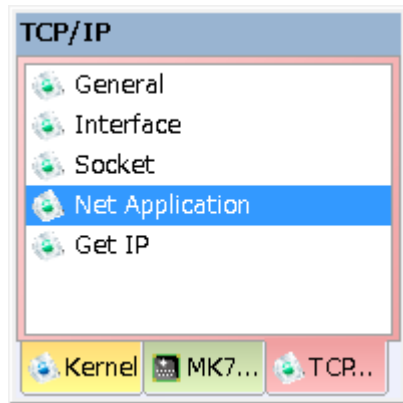 TCP/IP
General
Interface
Socket
Net Application
Get IP
Kernel MK7... TCP...